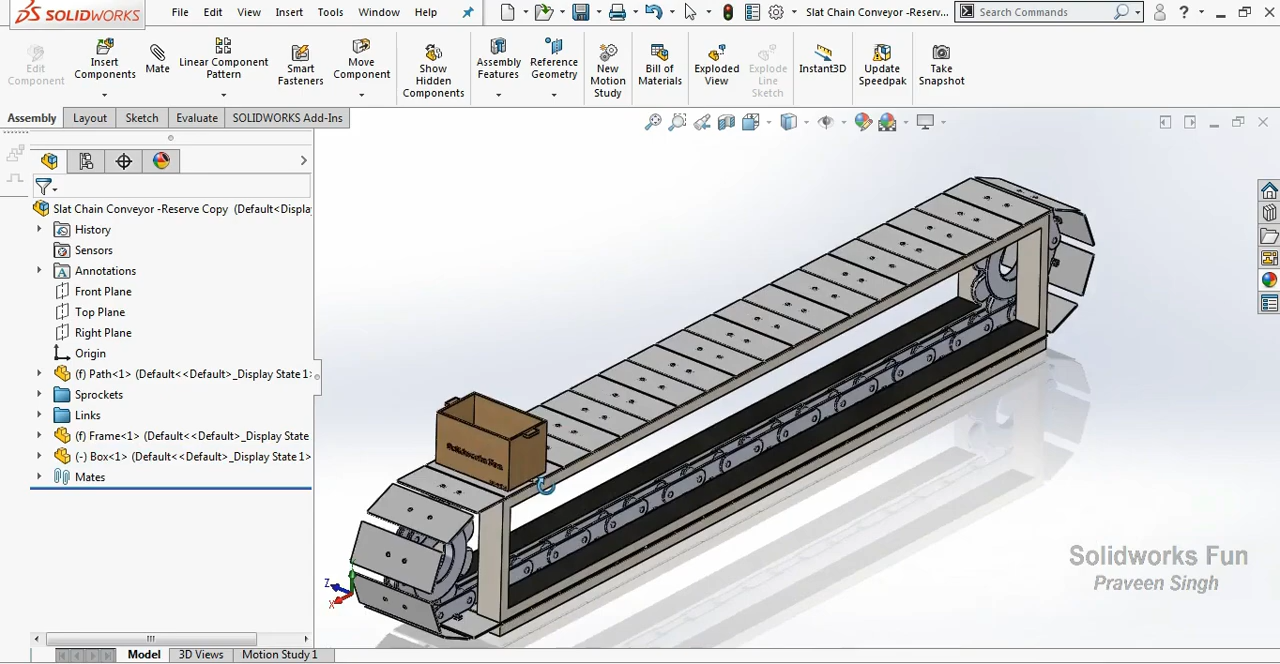 SOLIDWORKS
File Edit View Insert Tools Window Help
Slat Chain Conveyor -Reserv...
Search Commands
?
Edit Component
Insert Components
Mate
Linear Component Pattern
Smart Fasteners
Move Component
Show Hidden Components
Assembly Features
Reference Geometry
New Motion Study
Bill of Materials
Exploded View
Explode Line Sketch
Instant3D
Update Speedpak
Take Snapshot
Assembly Layout Sketch Evaluate SOLIDWORKS Add-Ins
Slat Chain Conveyor -Reserve Copy (Default<Displa
History
Sensors
Annotations
Front Plane
Top Plane
Right Plane
Origin
(f) Path<1> (Default<<Default>_Display State 1>
Sprockets
Links
(f) Frame<1> (Default<<Default>_Display State
(-) Box<1> (Default<<Default>_Display State 1>
Mates
Solidworks Fun
Z
X
Solidworks Fun
Praveen Singh
Model 3D Views Motion Study 1